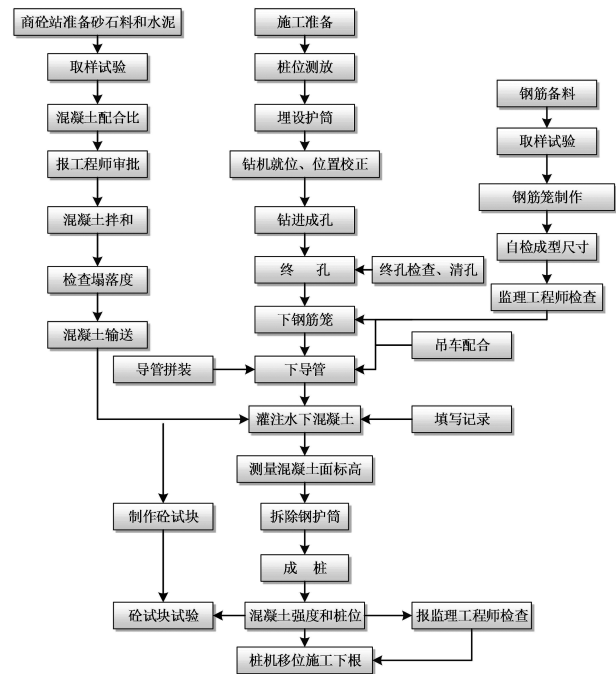 商砼站准备砂石料和水泥
取样试验
混凝土配合比
报工程师审批
混凝土拌和
检查塌落度
混凝土输送
施工准备
桩位测放
埋设护筒
钻机就位、位置校正
钻进成孔
终 孔
终孔检查、清孔
下钢筋笼
钢筋备料
取样试验
钢筋笼制作
自检成型尺寸
监理工程师检查
吊车配合
导管拼装
下导管
灌注水下混凝土
填写记录
测量混凝土面标高
制作砼试块
拆除钢护筒
成 桩
砼试块试验
混凝土强度和桩位
报监理工程师检查
桩机移位施工下根